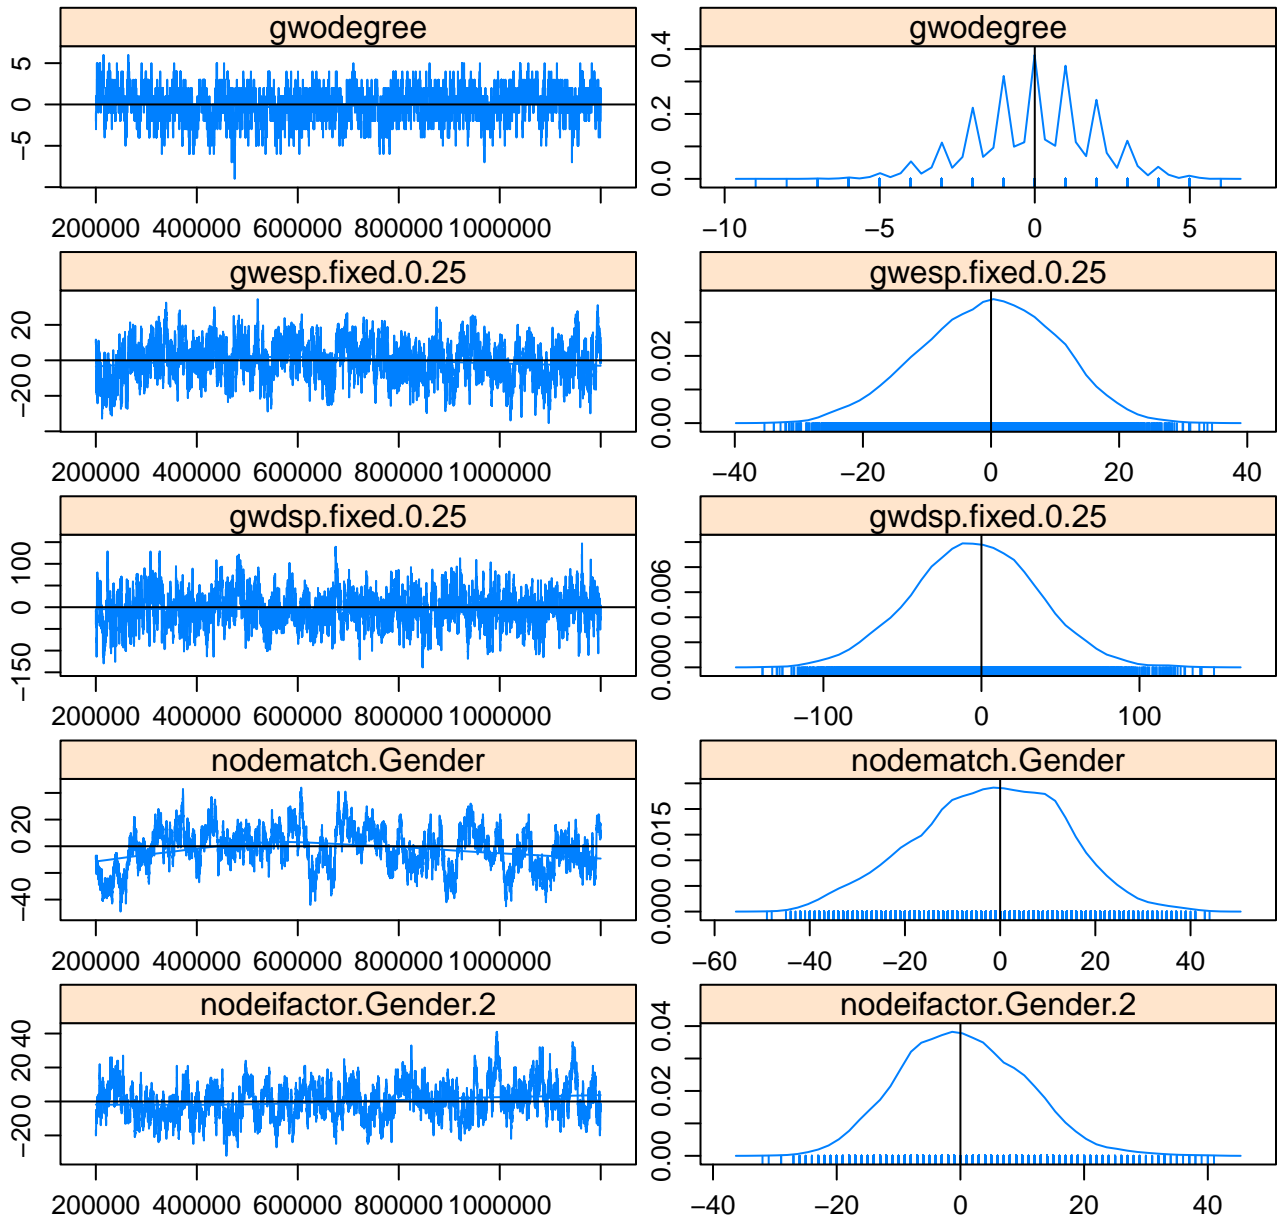 gwodegree
5
0
−5
200000 400000 600000 800000 1000000
gwodegree
0.4
0.2
0.0
−10 −5 0 5
gwesp.fixed.0.25
20
0
−20
200000 400000 600000 800000 1000000
gwesp.fixed.0.25
0.02
0.00
−40 −20 0 20 40
gwdsp.fixed.0.25
100
0
−150
200000 400000 600000 800000 1000000
gwdsp.fixed.0.25
0.006
0.000
−100 0 100
nodematch.Gender
20
0
−40
200000 400000 600000 800000 1000000
nodematch.Gender
0.015
0.000
−60 −40 −20 0 20 40
nodeifactor.Gender.2
40
20
0
−20
200000 400000 600000 800000 1000000
nodeifactor.Gender.2
0.04
0.02
0.00
−40 −20 0 20 40